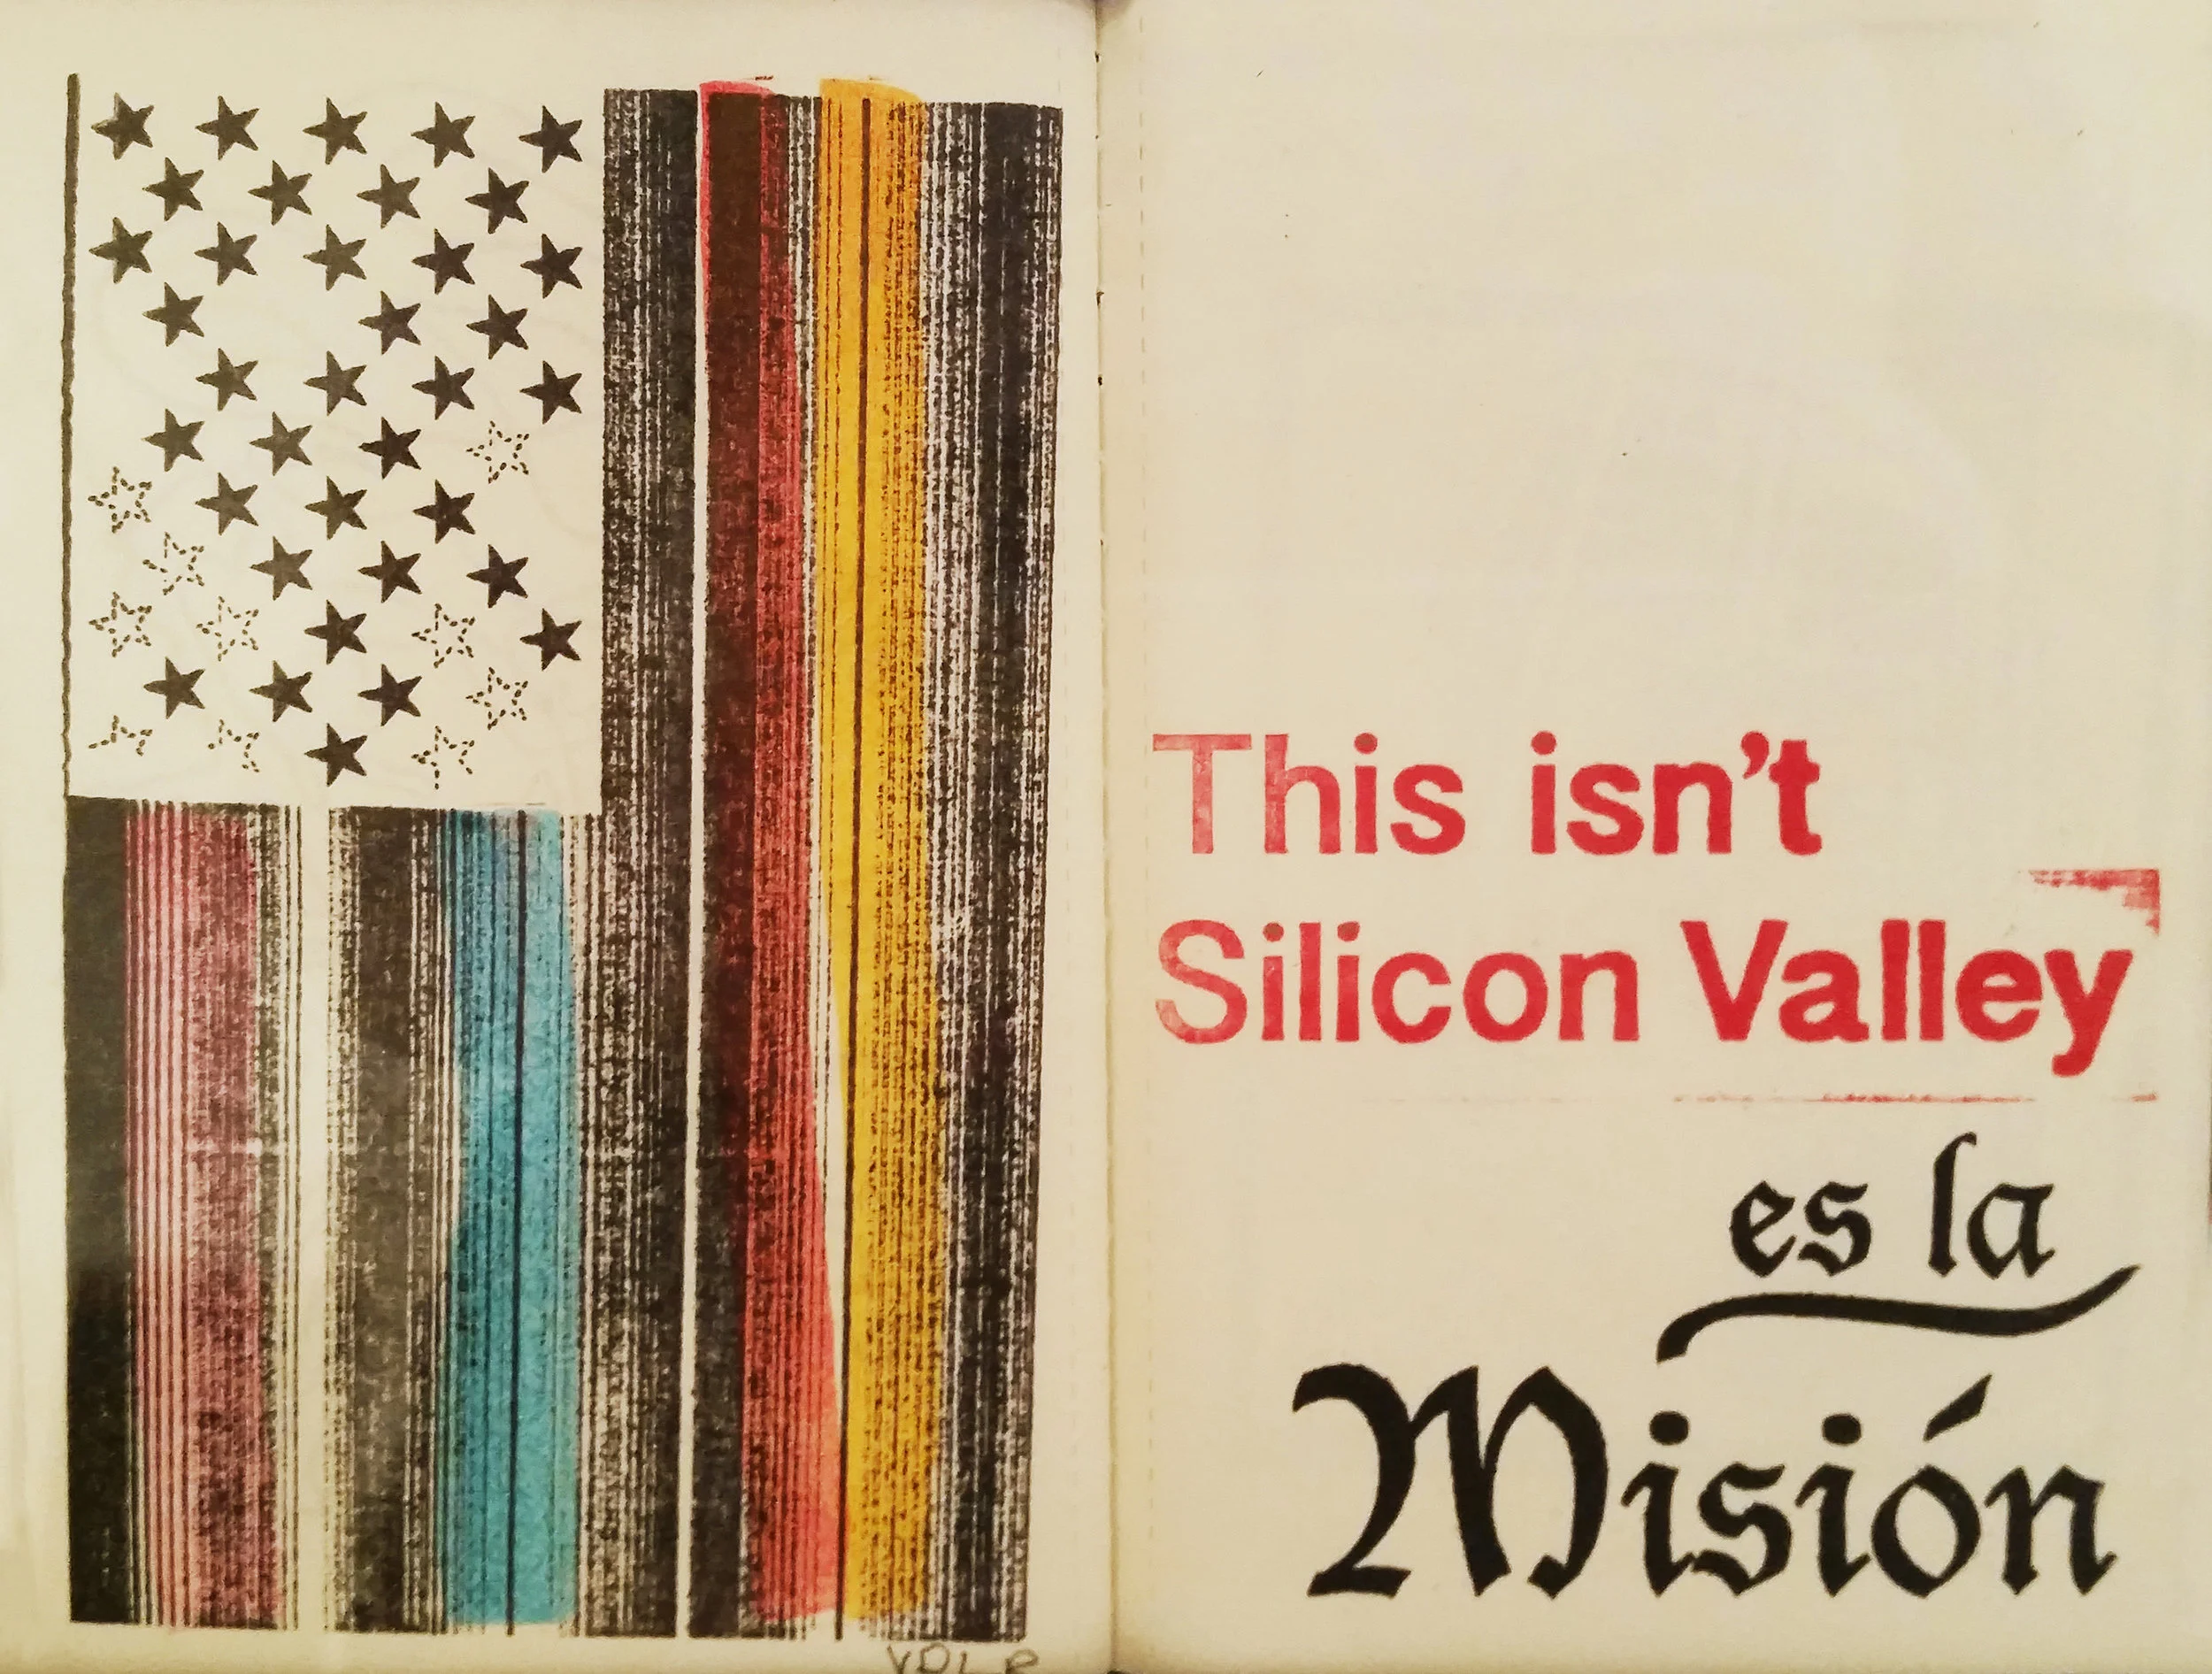 This isn't
Silicon Valley
es la
Misión